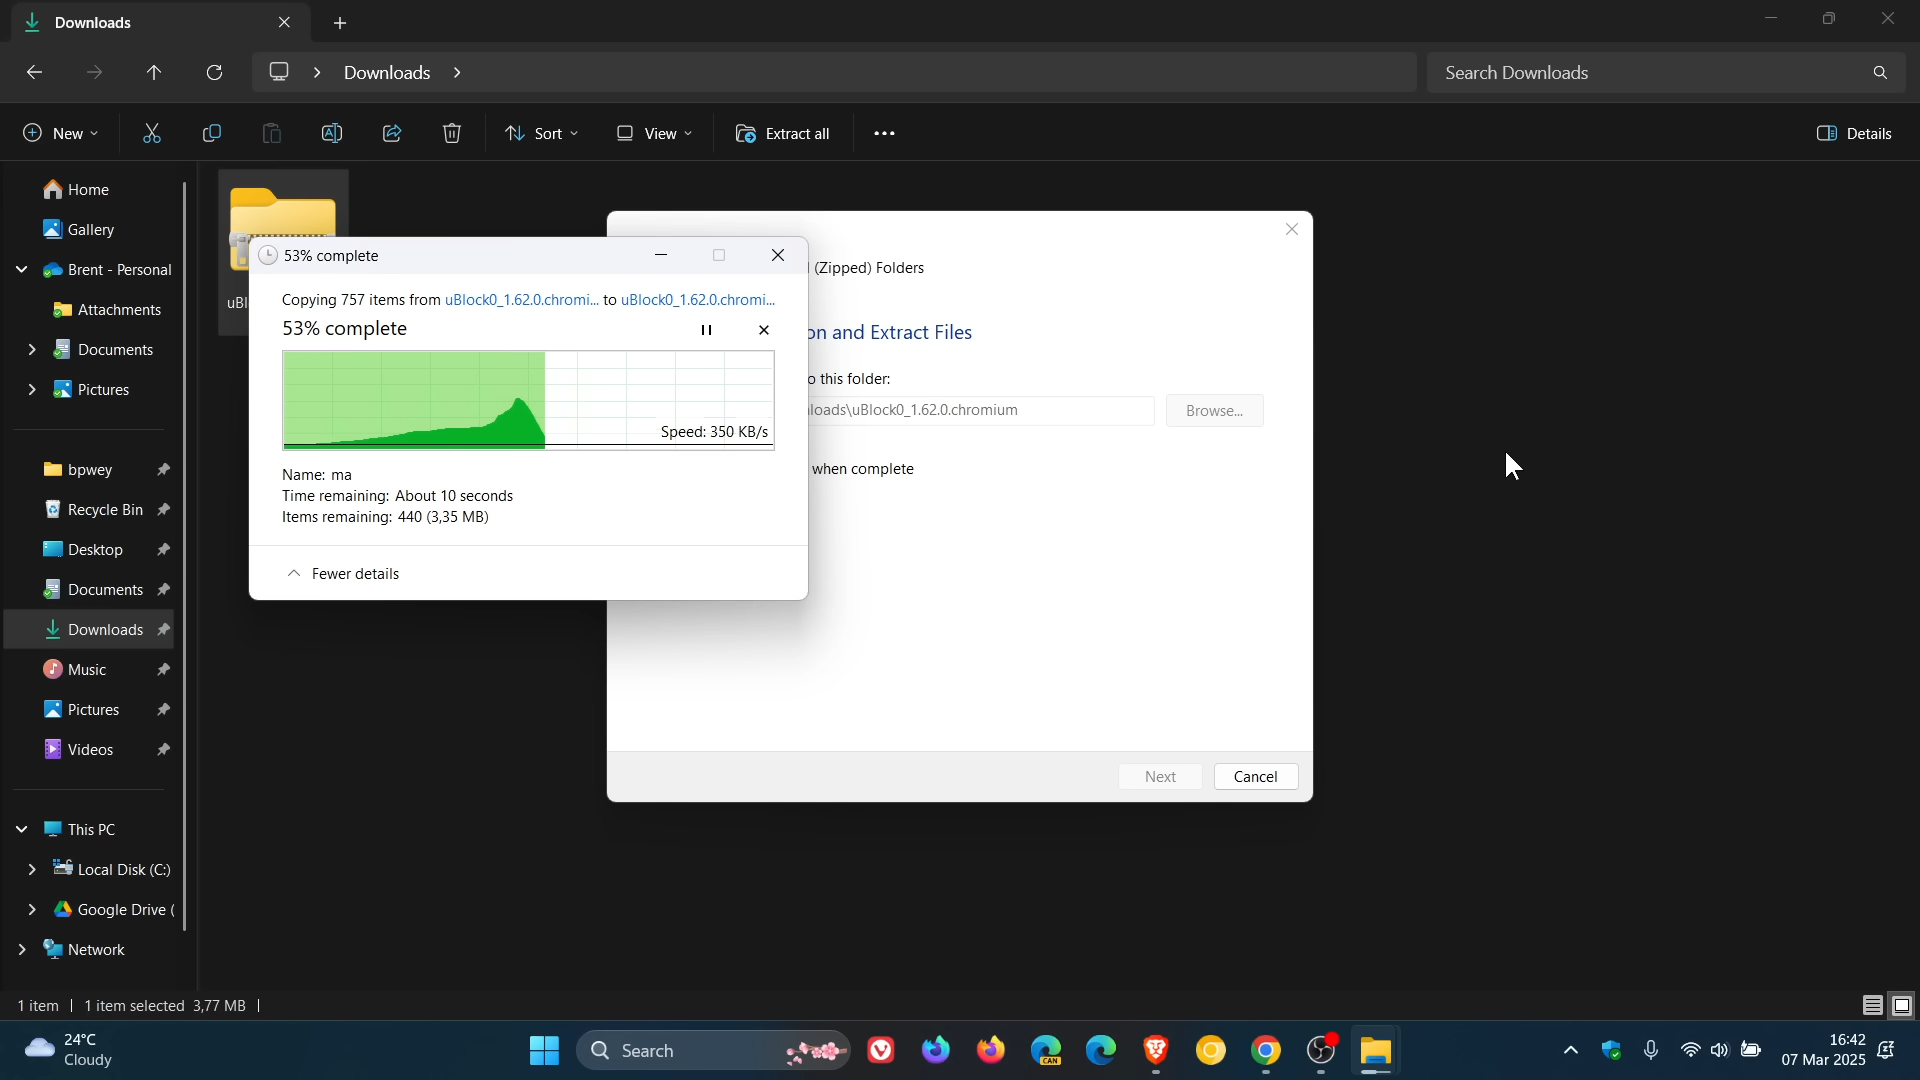 Downloads
Downloads
Search Downloads
New
Sort
View
Extract all
Details
Home
Gallery
Brent - Personal
Attachments
Documents
Pictures
bpwey
Recycle Bin
Desktop
Documents
Downloads
Music
Pictures
Videos
This PC
Local Disk (C:)
Google Drive (
Network
uBl
53% complete
Copying 757 items from uBlock0_1.62.0.chromi... to uBlock0_1.62.0.chromi...
53% complete
Speed: 350 KB/s
Name: ma
Time remaining: About 10 seconds
Items remaining: 440 (3,35 MB)
Fewer details
(Zipped) Folders
on and Extract Files
o this folder:
loads\uBlock0_1.62.0.chromium
Browse...
when complete
Next
Cancel
1 item
1 item selected 3,77 MB
24°C
Cloudy
Search
CAN
16:42
07 Mar 2025